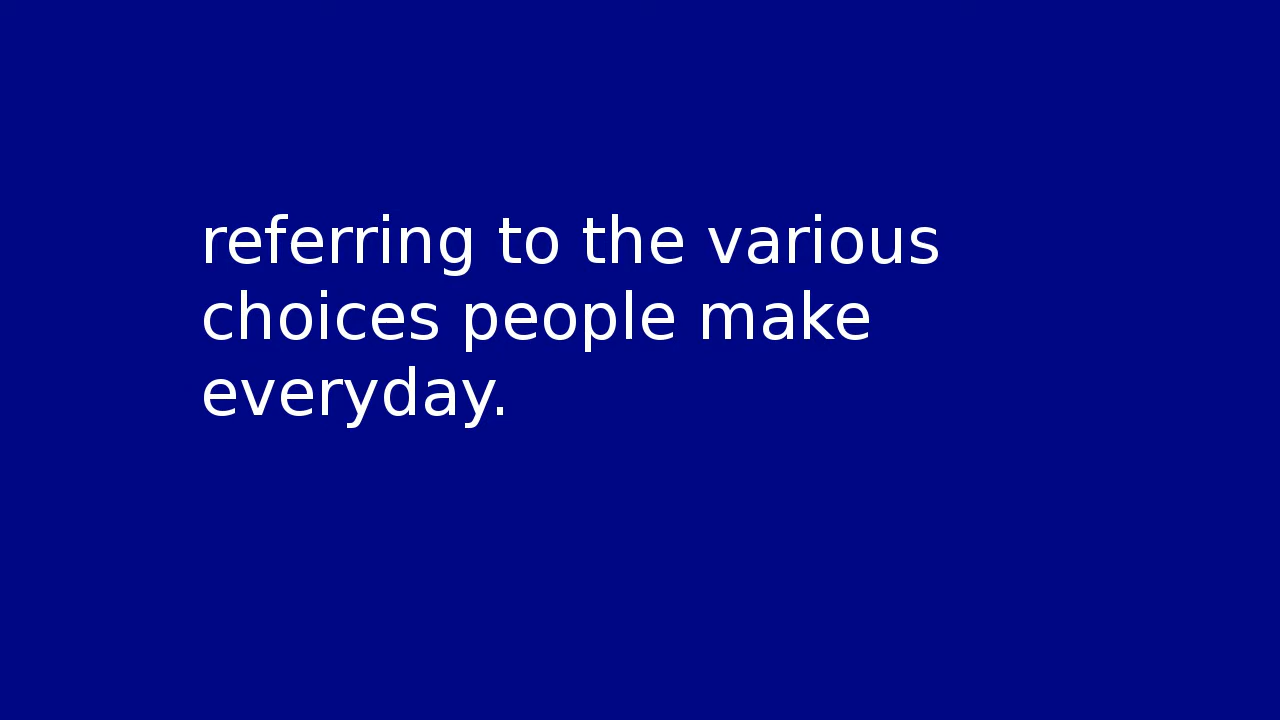 referring to the various
choices people make
everyday.